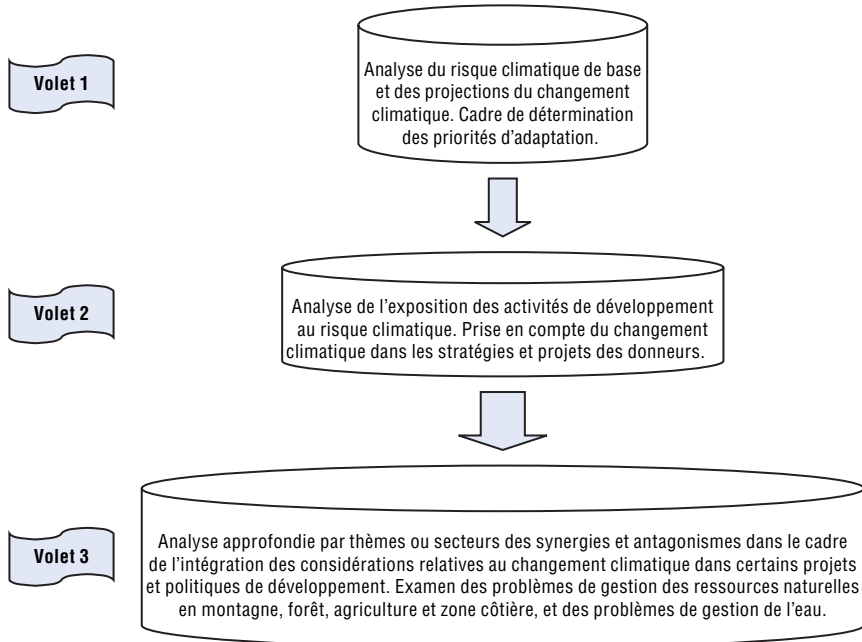 Volet 1
Analyse du risque climatique de base
et des projections du changement
climatique. Cadre de détermination
des priorités d’adaptation.
Volet 2
Analyse de l’exposition des activités de développement
au risque climatique. Prise en compte du changement
climatique dans les stratégies et projets des donneurs.
Volet 3
Analyse approfondie par thèmes ou secteurs des synergies et antagonismes dans le cadre
de l’intégration des considérations relatives au changement climatique dans certains projets
et politiques de développement. Examen des problèmes de gestion des ressources naturelles
en montagne, forêt, agriculture et zone côtière, et des problèmes de gestion de l’eau.